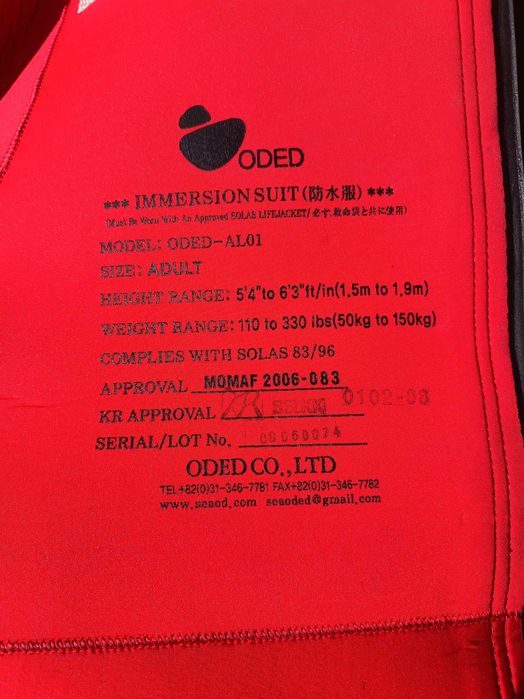 ODED
*** IMMERSION SUIT (防水服) ***
(Must Be Worn With An Approved SOLAS LIFEJACKET/必ず,救命袋と共に使用)
MODEL: ODED-AL01
SIZE: ADULT
HEIGHT RANGE: 5'4"to 6'3"ft/in(1.5m to 1.9m)
WEIGHT RANGE: 110 to 330 lbs(50kg to 150kg)
COMPLIES WITH SOLAS 83/96
APPROVAL MOMAF 2006-083
KR APPROVAL 0102-08
SERIAL/LOT No.
ODED CO.,LTD
TEL+82(0)31-346-7781 FAX+82(0)31-346-7782
www.seaod.com seaoded@gmail.com